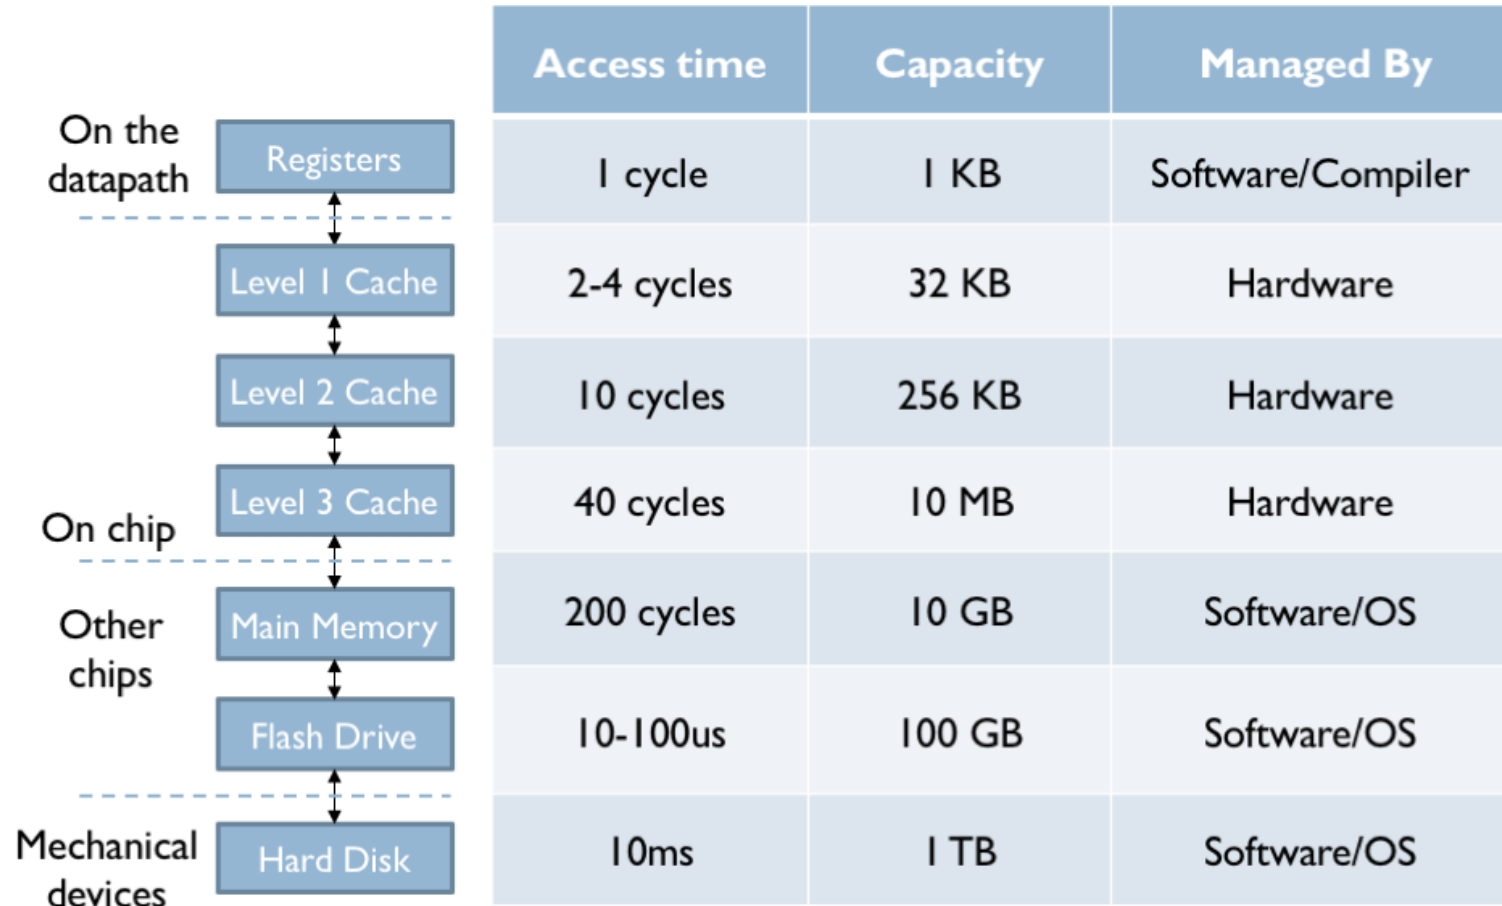 Access time Capacity Managed By
On the
datapath
Registers 1 cycle 1 KB Software/Compiler
Level 1 Cache 2-4 cycles 32 KB Hardware
Level 2 Cache 10 cycles 256 KB Hardware
Level 3 Cache 40 cycles 10 MB Hardware
On chip
Other
chips
Main Memory 200 cycles 10 GB Software/OS
Flash Drive 10-100us 100 GB Software/OS
Mechanical
devices
Hard Disk 10ms 1 TB Software/OS